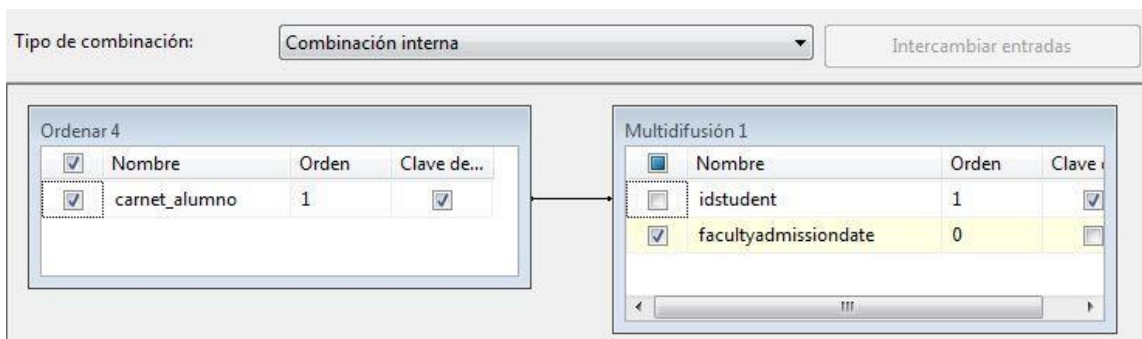 Tipo de combinación: Combinación interna Intercambiar entradas
Ordenar 4
Nombre Orden Clave de...
carnet_alumno 1
Multidifusión 1
Nombre Orden Clave
idstudent 1
facultyadmissiondate 0